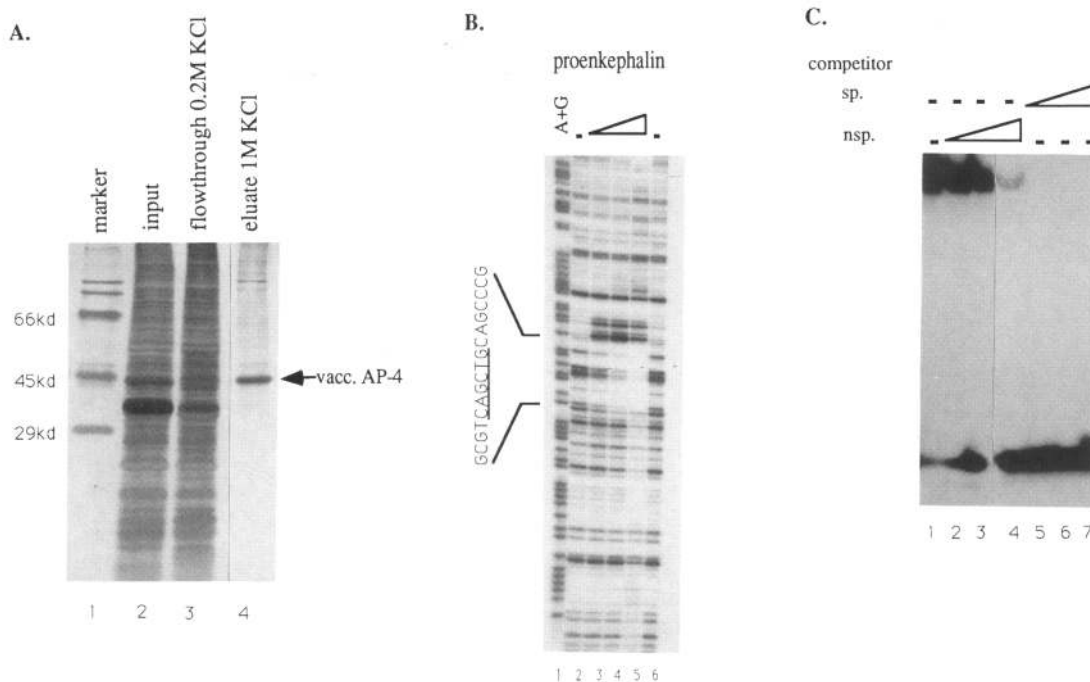 A.
marker
input
flowthrough 0.2M KCl
eluate 1M KCl
66kd
45kd
29kd
vacc. AP-4
1 2 3 4
B.
proenkephalin
A+G
- -
GCGTCAGCTGCAGCCCG
1 2 3 4 5 6
C.
competitor
sp. - - - -
nsp. - - - -
1 2 3 4 5 6 7